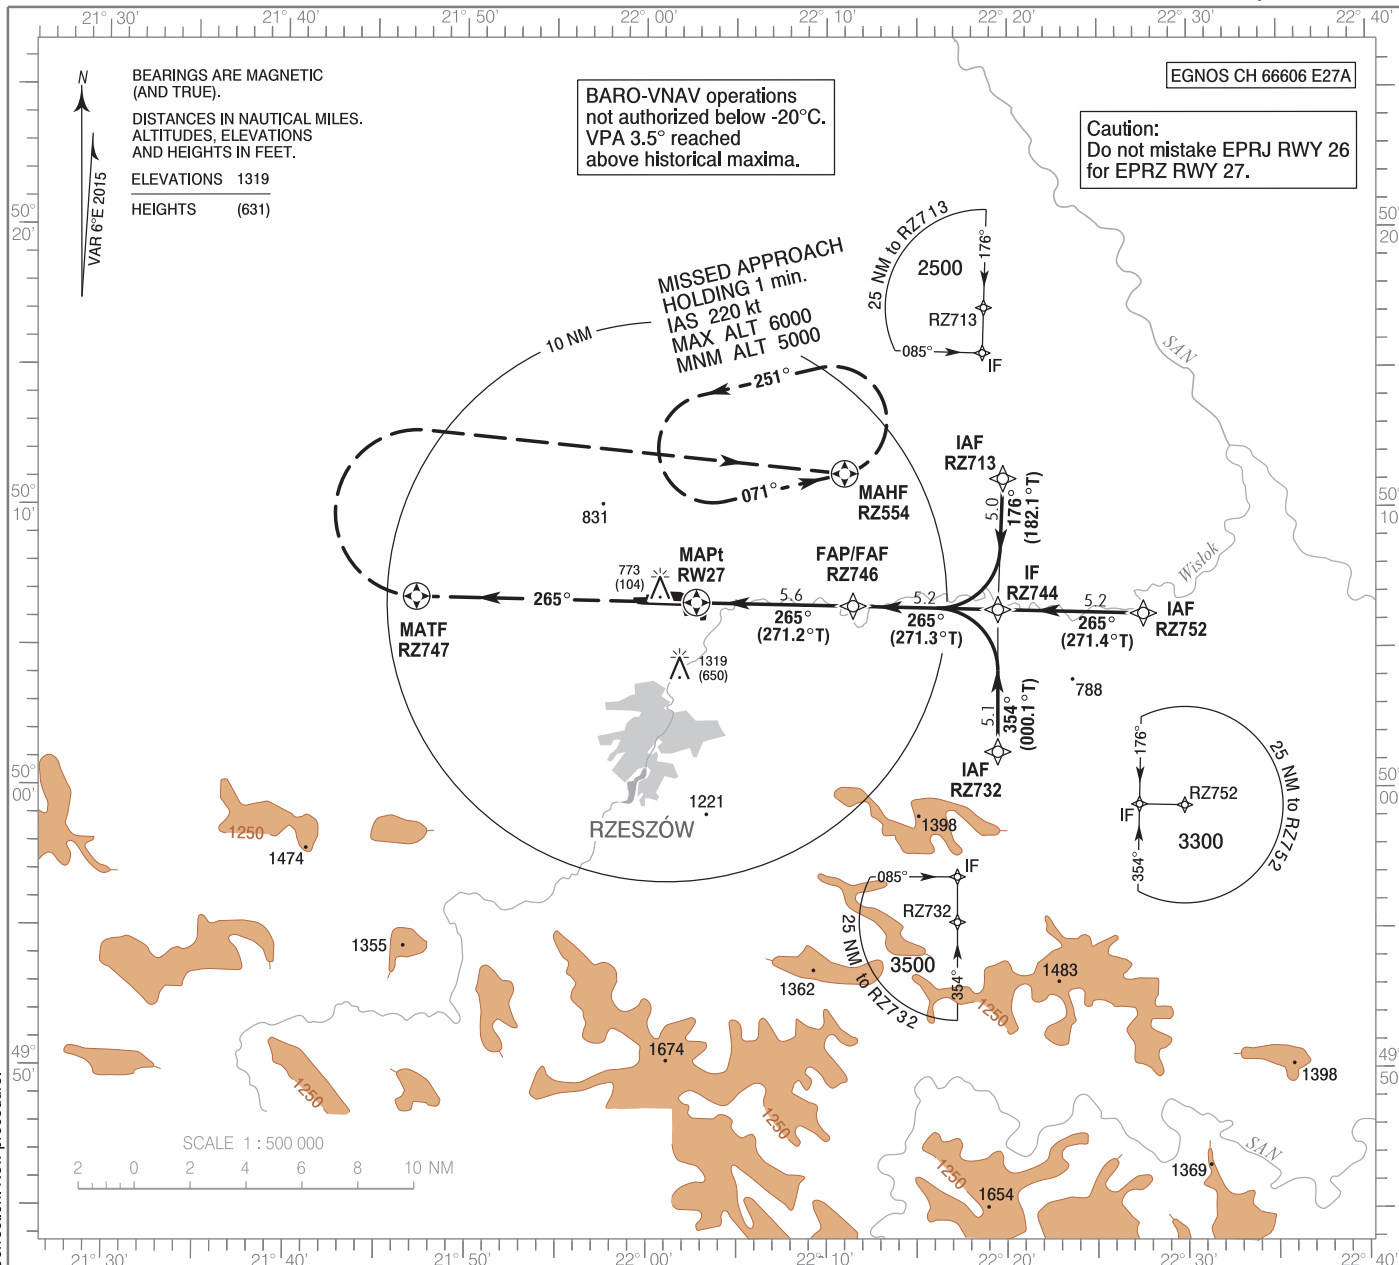 21° 30'
21° 40'
21° 50'
22° 00'
22° 10'
22° 20'
22° 30'
22° 40'
N
VAR 6°E 2015
BEARINGS ARE MAGNETIC
(AND TRUE).
DISTANCES IN NAUTICAL MILES.
ALTITUDES, ELEVATIONS
AND HEIGHTS IN FEET.
ELEVATIONS 1319
HEIGHTS (631)
BARO-VNAV operations
not authorized below -20°C.
VPA 3.5° reached
above historical maxima.
EGNOS CH 66606 E27A
Caution:
Do not mistake EPRJ RWY 26
for EPRZ RWY 27.
50°
20'
50°
20'
25 NM to RZ713
176°
2500
RZ713
085°
IF
MISSED APPROACH
HOLDING 1 min.
IAS 220 kt
MAX ALT 6000
MNM ALT 5000
10 NM
SAN
251°
071°
MAHF
RZ554
IAF
RZ713
50°
10'
50°
10'
831
5.0
176°
(182.1°T)
Wislok
773
(104)
MAPt
RW27
FAP/FAF
RZ746
IF
RZ744
265°
MATF
RZ747
5.6
265°
(271.2°T)
5.2
265°
(271.3°T)
5.2
265°
(271.4°T)
IAF
RZ752
1319
(650)
5.1
354°
(000.1°T)
788
IAF
RZ732
50°
00'
50°
00'
176°
RZ752
IF
3300
354°
25 NM to RZ752
1250
1474
1221
RZESZÓW
1398
085°
IF
RZ732
3500
354°
25 NM to RZ732
1355
1362
1483
1250
49°
50'
49°
50'
1674
1398
1250
1250
SCALE 1 : 500 000
2 0 2 4 6 8 10 NM
SAN
1250
1369
1654
21° 30'
21° 40'
21° 50'
22° 00'
22° 10'
22° 20'
22° 30'
22° 40'